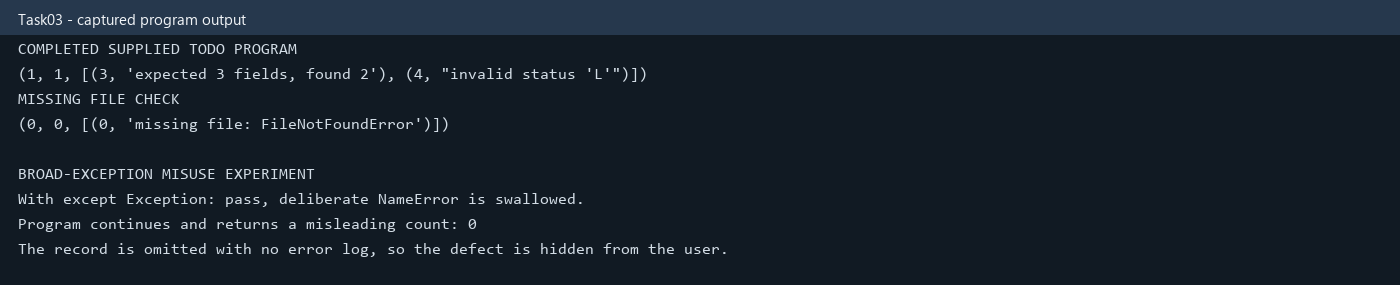 Task03 - captured program output
COMPLETED SUPPLIED TODO PROGRAM
(1, 1, [(3, 'expected 3 fields, found 2'), (4, "invalid status 'L'")])
MISSING FILE CHECK
(0, 0, [(0, 'missing file: FileNotFoundError')])
BROAD-EXCEPTION MISUSE EXPERIMENT
With except Exception: pass, deliberate NameError is swallowed.
Program continues and returns a misleading count: 0
The record is omitted with no error log, so the defect is hidden from the user.